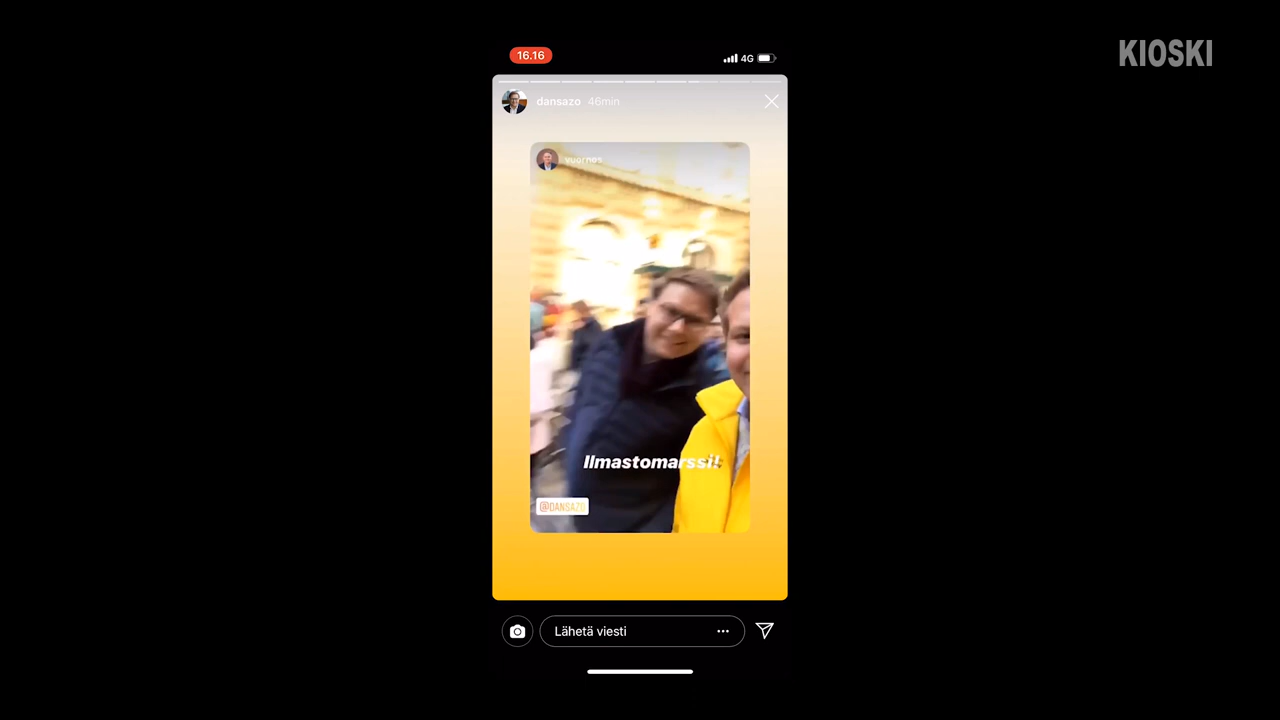 KIOSKI
16.16
4G
dansazo 46min
vuornos
Ilmastomarssi!
@DANSAZO
Lähetä viesti